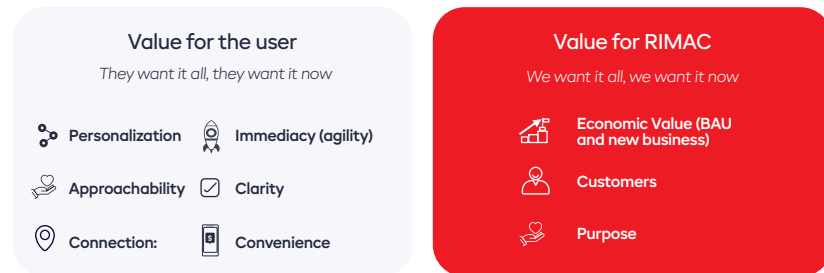 Value for the user
They want it all, they want it now
Personalization
Immediacy (agility)
Approachability
Clarity
Connection:
Convenience
Value for RIMAC
We want it all, we want it now
Economic Value (BAU
and new business)
Customers
Purpose